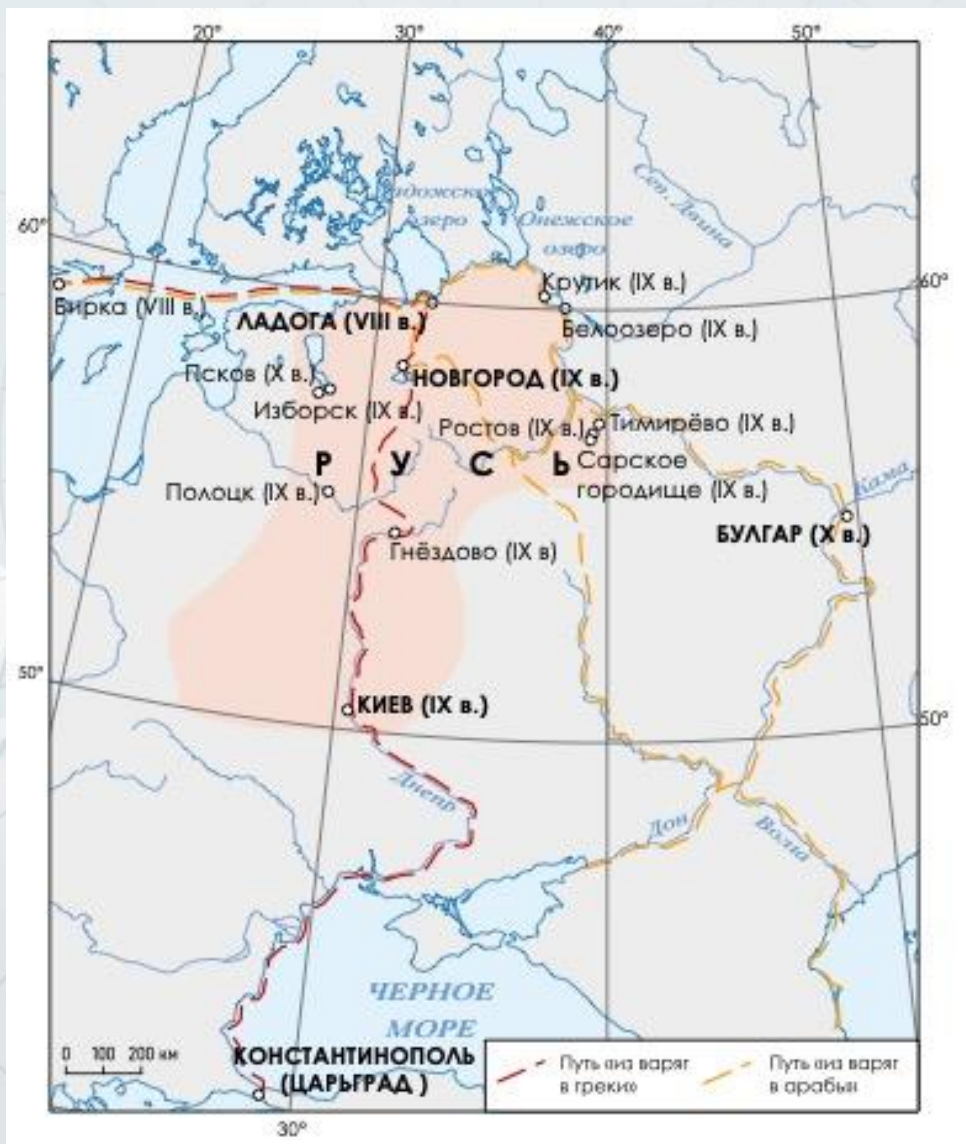 20°
30°
40°
50°
60°
Ладожское
озеро
Онежское
озеро
Сев. Двина
60°
Бирка (VIII в.)
Крутик (IX в.)
ЛАДОГА (VIII в.)
Белоозеро (IX в.)
Псков (X в.)
НОВГОРОД (IX в.)
Изборск (IX в.)
Ростов (IX в.)
Тимирёво (IX в.)
РУСЬ
Сарское
городище (IX в.)
Полоцк (IX в.)
Кама
БУЛГАР (X в.)
Гнёздово (IX в)
50°
КИЕВ (IX в.)
50°
Днепр
Дон
Волга
ЧЕРНОЕ
МОРЕ
0 100 200 км
КОНСТАНТИНОПОЛЬ
(ЦАРЬГРАД )
Путь «из варяг
в греки»
Путь «из варяг
в арабы»
30°